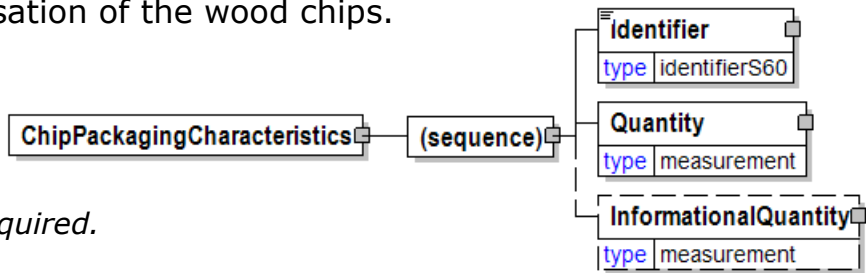 sation of the wood chips.
Identifier
type identifierS60
ChipPackagingCharacteristics
(sequence)
Quantity
type measurement
quired.
InformationalQuantity
type measurement